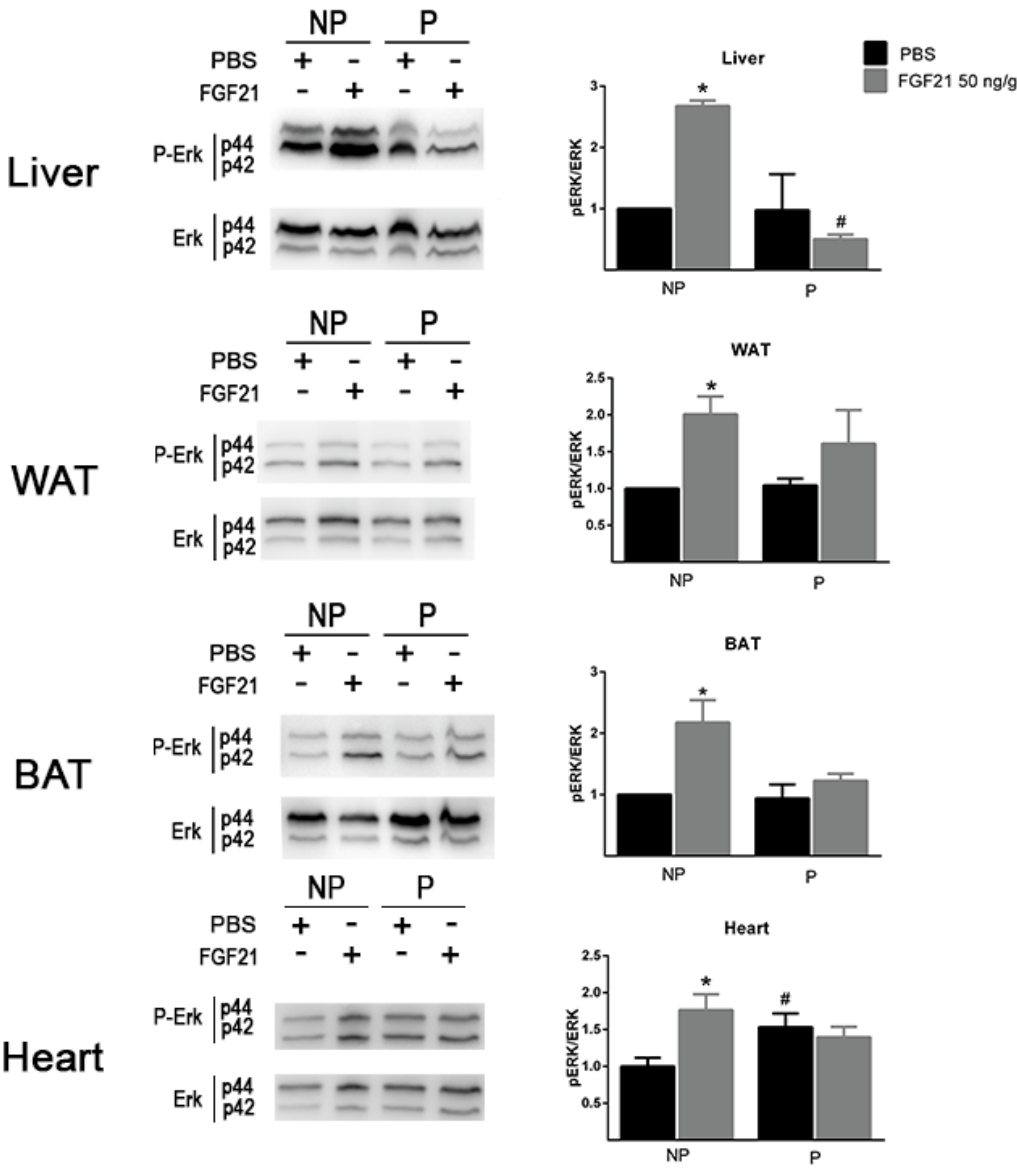 NP P
PBS + - + -
FGF21 - + - +
Liver
P-Erk p44
p42
Erk p44
p42
Liver
PBS
FGF21 50 ng/g
pERK/ERK
3
2
1
*
#
NP P
NP P
PBS + - + -
FGF21 - + - +
WAT
P-Erk p44
p42
Erk p44
p42
WAT
pERK/ERK
2.5
2.0
1.5
1.0
0.5
*
NP P
NP P
PBS + - + -
FGF21 - + - +
BAT
P-Erk p44
p42
Erk p44
p42
BAT
pERK/ERK
3
2
1
*
NP P
NP P
PBS + - + -
FGF21 - + - +
Heart
P-Erk p44
p42
Erk p44
p42
Heart
pERK/ERK
2.5
2.0
1.5
1.0
0.5
*
#
NP P